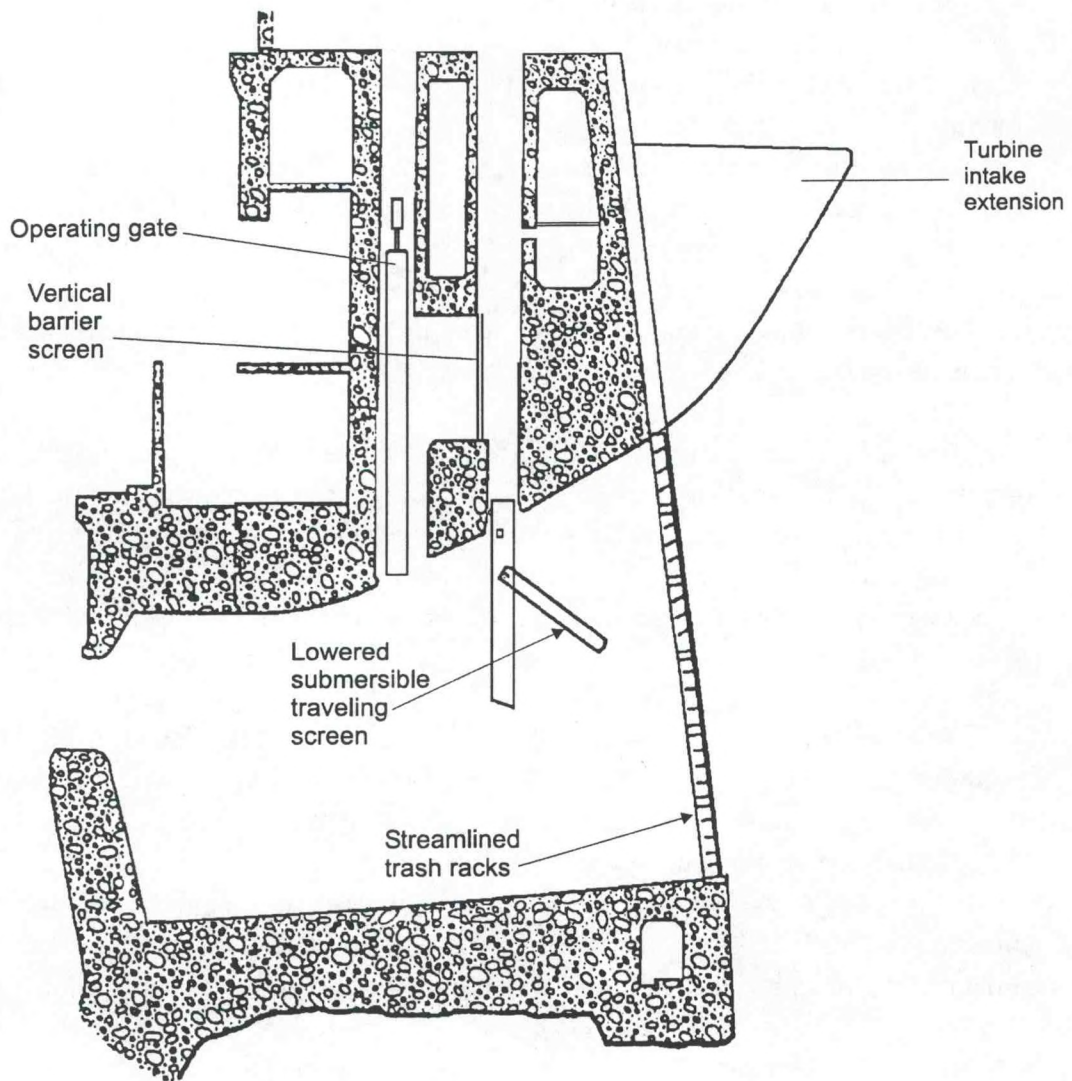 Turbine
intake
extension
Operating gate
Vertical
barrier
screen
Lowered
submersible
traveling
screen
Streamlined
trash racks